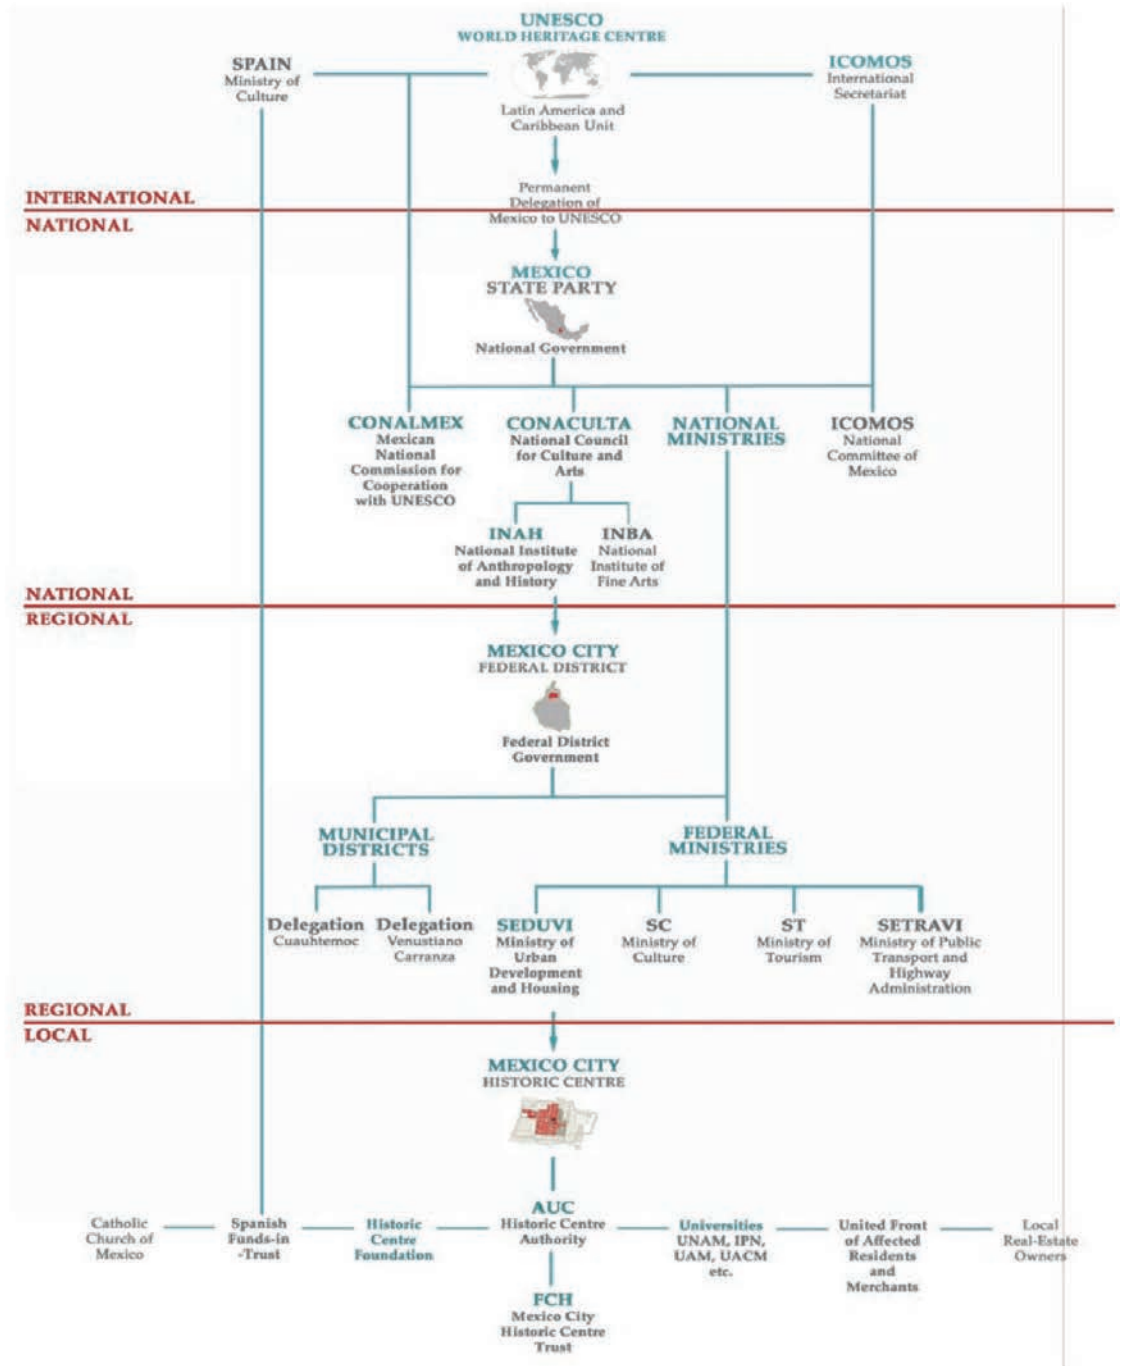 UNESCO
WORLD HERITAGE CENTRE
SPAIN
Ministry of
Culture
ICOMOS
International
Secretariat
Latin America and
Caribbean Unit
Permanent
Delegation of
Mexico to UNESCO
INTERNATIONAL
NATIONAL
MEXICO
STATE PARTY
National Government
CONALMEX
Mexican
National
Commission for
Cooperation
with UNESCO
CONACULTA
National Council
for Culture and
Arts
NATIONAL
MINISTRIES
ICOMOS
National
Committee of
Mexico
INAH
National Institute
of Anthropology
and History
INBA
National
Institute of
Fine Arts
NATIONAL
REGIONAL
MEXICO CITY
FEDERAL DISTRICT
Federal District
Government
MUNICIPAL
DISTRICTS
FEDERAL
MINISTRIES
Delegation
Cuauhtemoc
Delegation
Venustiano
Carranza
SEDUVI
Ministry of
Urban
Development
and Housing
SC
Ministry of
Culture
ST
Ministry of
Tourism
SETRAVI
Ministry of Public
Transport and
Highway
Administration
REGIONAL
LOCAL
MEXICO CITY
HISTORIC CENTRE
Catholic
Church of
Mexico
Spanish
Funds-in
-Trust
Historic
Centre
Foundation
AUC
Historic Centre
Authority
Universities
UNAM, IPN,
UAM, UACM
etc.
United Front
of Affected
Residents
and
Merchants
Local
Real-Estate
Owners
FCH
Mexico City
Historic Centre
Trust